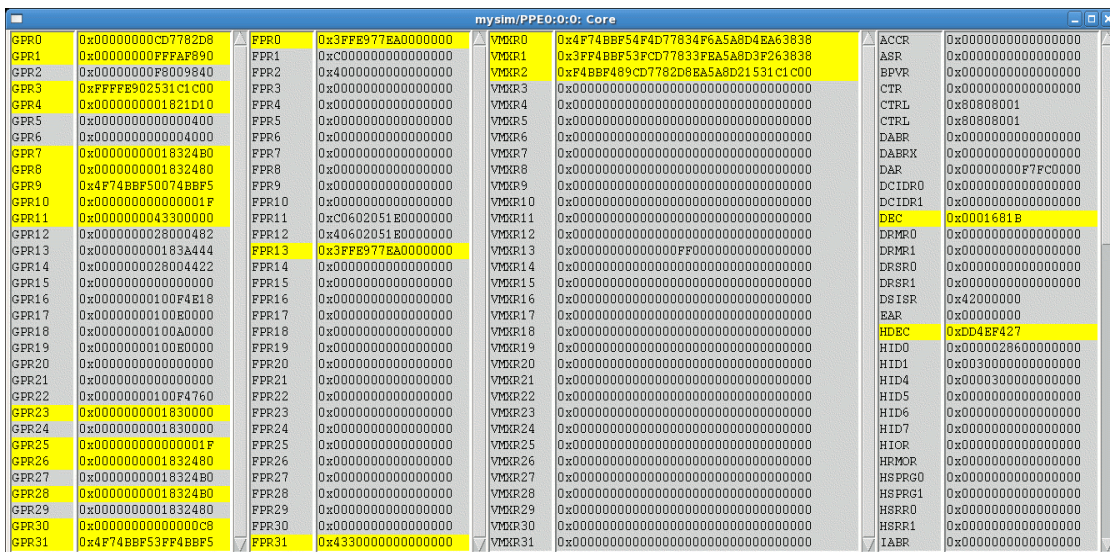 mysim/PPE0:0:0: Core
GPR0 0x00000000CD7782D8 FPR0 0x3FFE977EA0000000 VMXR0 0x4F74BBF54F4D77834F6A5A8D4EA63838 ACCR 0x0000000000000000
GPR1 0x00000000FFFAF890 FPR1 0xC000000000000000 VMXR1 0x3FF4BBF53FCD77833FEA5A8D3F263838 ASR 0x0000000000000000
GPR2 0x00000000F8009840 FPR2 0x4000000000000000 VMXR2 0xF4BBF489CD7782D8EA5A8D21531C1C00 BPVR 0x0000000000000000
GPR3 0xFFFFE902531C1C00 FPR3 0x0000000000000000 VMXR3 0x00000000000000000000000000000000 CTR 0x0000000000000000
GPR4 0x0000000001821D10 FPR4 0x0000000000000000 VMXR4 0x00000000000000000000000000000000 CTRL 0x80808001
GPR5 0x0000000000000400 FPR5 0x0000000000000000 VMXR5 0x00000000000000000000000000000000 CTRL 0x80808001
GPR6 0x0000000000004000 FPR6 0x0000000000000000 VMXR6 0x00000000000000000000000000000000 DABR 0x0000000000000000
GPR7 0x00000000018324B0 FPR7 0x0000000000000000 VMXR7 0x00000000000000000000000000000000 DABRX 0x0000000000000000
GPR8 0x0000000001832480 FPR8 0x0000000000000000 VMXR8 0x00000000000000000000000000000000 DAR 0x00000000F7FC0000
GPR9 0x4F74BBF50074BBF5 FPR9 0x0000000000000000 VMXR9 0x00000000000000000000000000000000 DCIDR0 0x0000000000000000
GPR10 0x000000000000001F FPR10 0x0000000000000000 VMXR10 0x00000000000000000000000000000000 DCIDR1 0x0000000000000000
GPR11 0x0000000043300000 FPR11 0xC0602051E0000000 VMXR11 0x00000000000000000000000000000000 DEC 0x0001681B
GPR12 0x0000000028000482 FPR12 0x40602051E0000000 VMXR12 0x00000000000000000000000000000000 DRMR0 0x0000000000000000
GPR13 0x000000000183A444 FPR13 0x3FFE977EA0000000 VMXR13 0x0000000000000000FF00000000000000 DRMR1 0x0000000000000000
GPR14 0x0000000028004422 FPR14 0x0000000000000000 VMXR14 0x00000000000000000000000000000000 DRSR0 0x0000000000000000
GPR15 0x0000000000000000 FPR15 0x0000000000000000 VMXR15 0x00000000000000000000000000000000 DRSR1 0x0000000000000000
GPR16 0x00000000100F4E18 FPR16 0x0000000000000000 VMXR16 0x00000000000000000000000000000000 DSISR 0x42000000
GPR17 0x00000000100E0000 FPR17 0x0000000000000000 VMXR17 0x00000000000000000000000000000000 EAR 0x00000000
GPR18 0x00000000100A0000 FPR18 0x0000000000000000 VMXR18 0x00000000000000000000000000000000 HDEC 0xDD4EF427
GPR19 0x00000000100E0000 FPR19 0x0000000000000000 VMXR19 0x00000000000000000000000000000000 HID0 0x0000028600000000
GPR20 0x0000000000000000 FPR20 0x0000000000000000 VMXR20 0x00000000000000000000000000000000 HID1 0x0030000000000000
GPR21 0x0000000000000000 FPR21 0x0000000000000000 VMXR21 0x00000000000000000000000000000000 HID4 0x0000300000000000
GPR22 0x00000000100F4760 FPR22 0x0000000000000000 VMXR22 0x00000000000000000000000000000000 HID5 0x0000000000000000
GPR23 0x0000000001830000 FPR23 0x0000000000000000 VMXR23 0x00000000000000000000000000000000 HID6 0x0000000000000000
GPR24 0x0000000001830000 FPR24 0x0000000000000000 VMXR24 0x00000000000000000000000000000000 HID7 0x0000000000000000
GPR25 0x000000000000001F FPR25 0x0000000000000000 VMXR25 0x00000000000000000000000000000000 HIOR 0x0000000000000000
GPR26 0x0000000001832480 FPR26 0x0000000000000000 VMXR26 0x00000000000000000000000000000000 HRMOR 0x0000000000000000
GPR27 0x00000000018324B0 FPR27 0x0000000000000000 VMXR27 0x00000000000000000000000000000000 HSPRG0 0x0000000000000000
GPR28 0x00000000018324B0 FPR28 0x0000000000000000 VMXR28 0x00000000000000000000000000000000 HSPRG1 0x0000000000000000
GPR29 0x0000000001832480 FPR29 0x0000000000000000 VMXR29 0x00000000000000000000000000000000 HSRR0 0x0000000000000000
GPR30 0x00000000000000C8 FPR30 0x0000000000000000 VMXR30 0x00000000000000000000000000000000 HSRR1 0x0000000000000000
GPR31 0x4F74BBF53FF4BBF5 FPR31 0x4330000000000000 VMXR31 0x00000000000000000000000000000000 IABR 0x0000000000000000